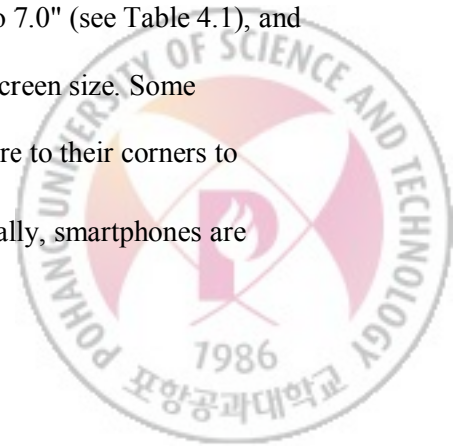 o 7.0" (see Table 4.1), and
creen size. Some
re to their corners to
ally, smartphones are
POHANG UNIVERSITY OF SCIENCE AND TECHNOLOGY
1986
포항공과대학교